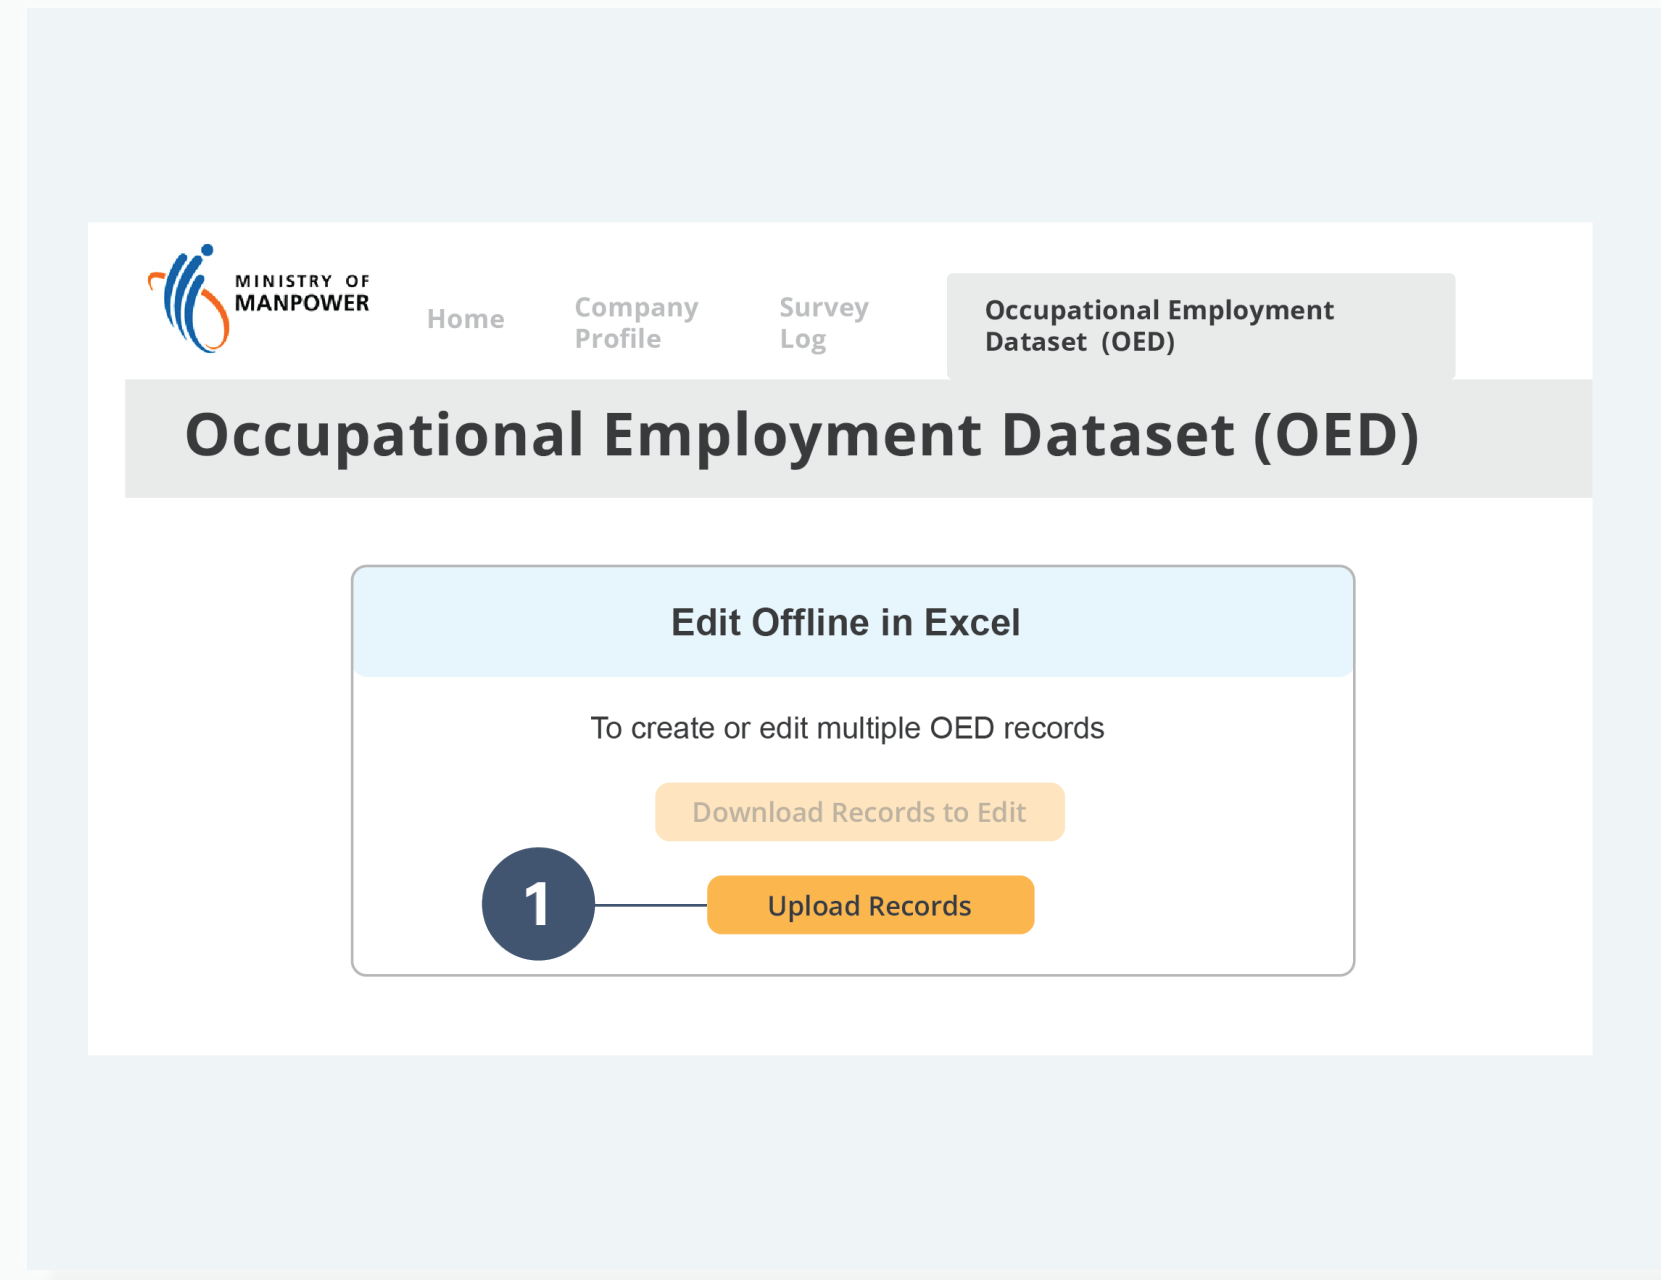 MINISTRY OF
MANPOWER
Home
Company
Profile
Survey
Log
Occupational Employment
Dataset (OED)
Occupational Employment Dataset (OED)
Edit Offline in Excel
To create or edit multiple OED records
Download Records to Edit
1
Upload Records